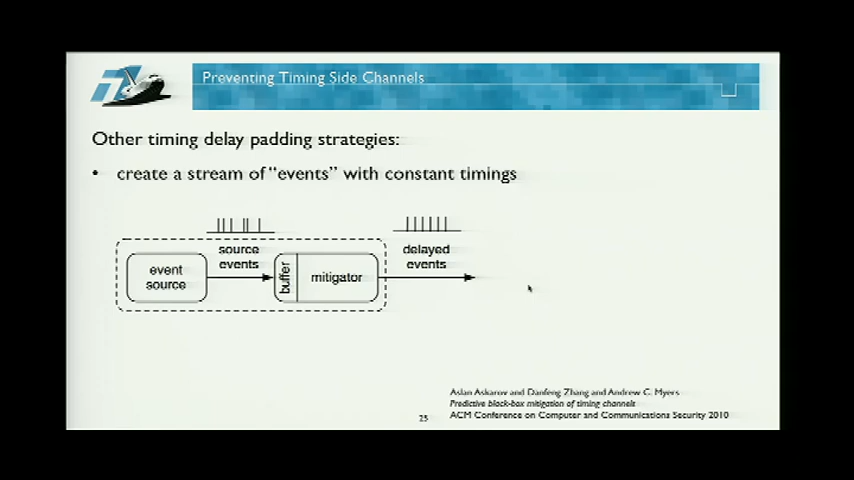 Preventing Timing Side Channels
Other timing delay padding strategies:
• create a stream of “events” with constant timings
source
events
delayed
events
event
source
buffer
mitigator
Aslan Askarov and Danfeng Zhang and Andrew C. Myers
Predictive black-box mitigation of timing channels
ACM Conference on Computer and Communications Security 2010
25